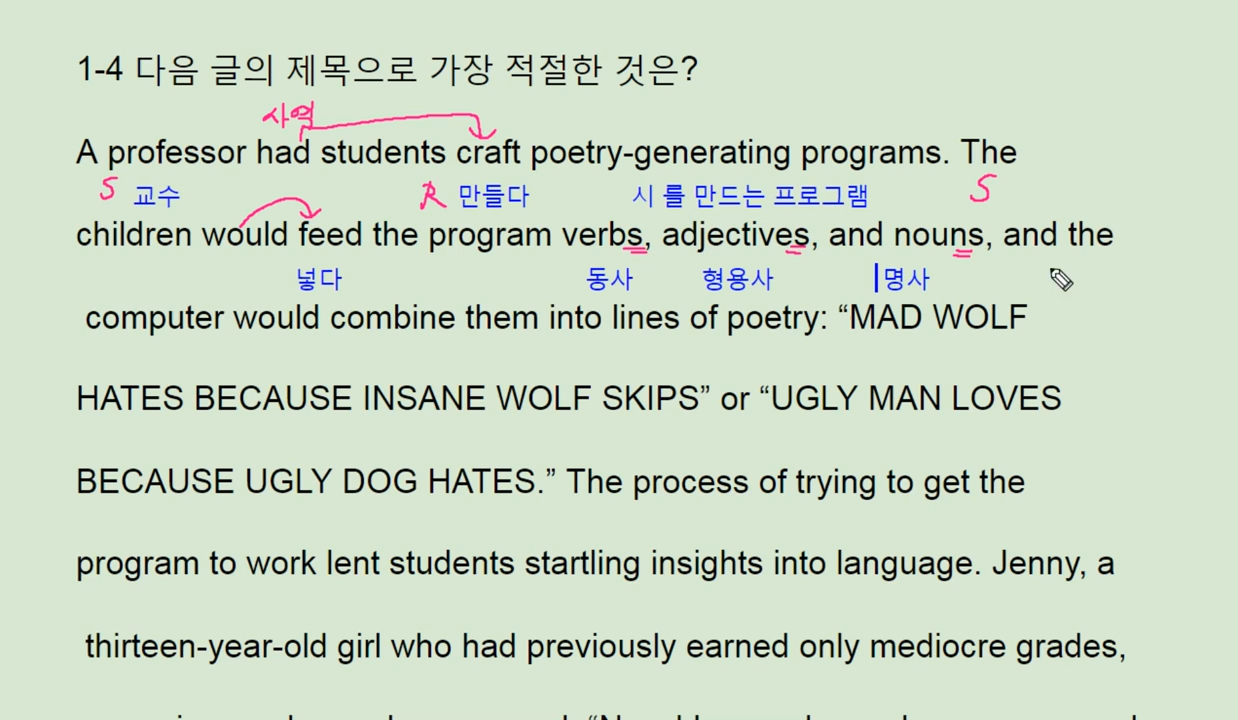 1-4 다음 글의 제목으로 가장 적절한 것은?
사역
A professor had students craft poetry-generating programs. The
S 교수 R 만들다 시 를 만드는 프로그램 S
children would feed the program verbs, adjectives, and nouns, and the
넣다 동사 형용사 명사
computer would combine them into lines of poetry: “MAD WOLF
HATES BECAUSE INSANE WOLF SKIPS” or “UGLY MAN LOVES
BECAUSE UGLY DOG HATES.” The process of trying to get the
program to work lent students startling insights into language. Jenny, a
thirteen-year-old girl who had previously earned only mediocre grades,